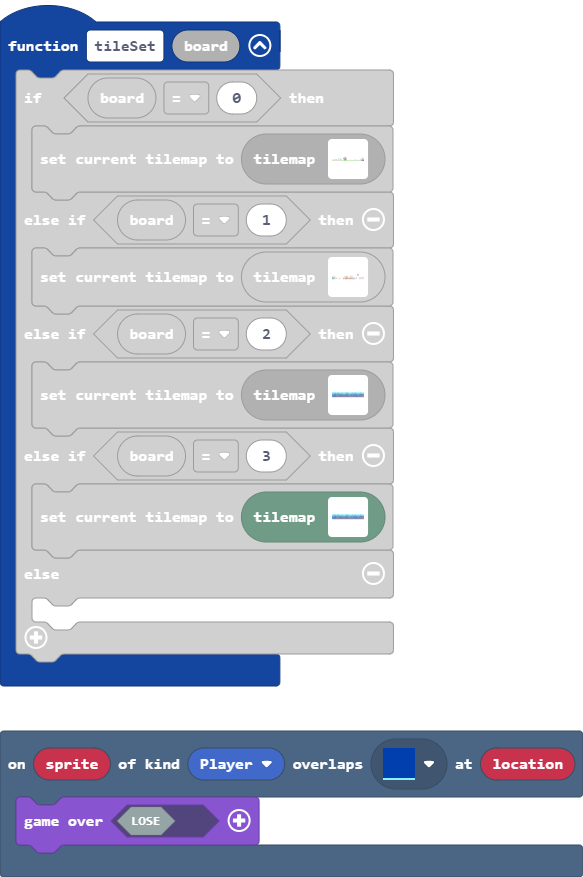 function tileSet board
if board = 0 then
set current tilemap to tilemap
else if board = 1 then
set current tilemap to tilemap
else if board = 2 then
set current tilemap to tilemap
else if board = 3 then
set current tilemap to tilemap
else
on sprite of kind Player overlaps at location
game over LOSE